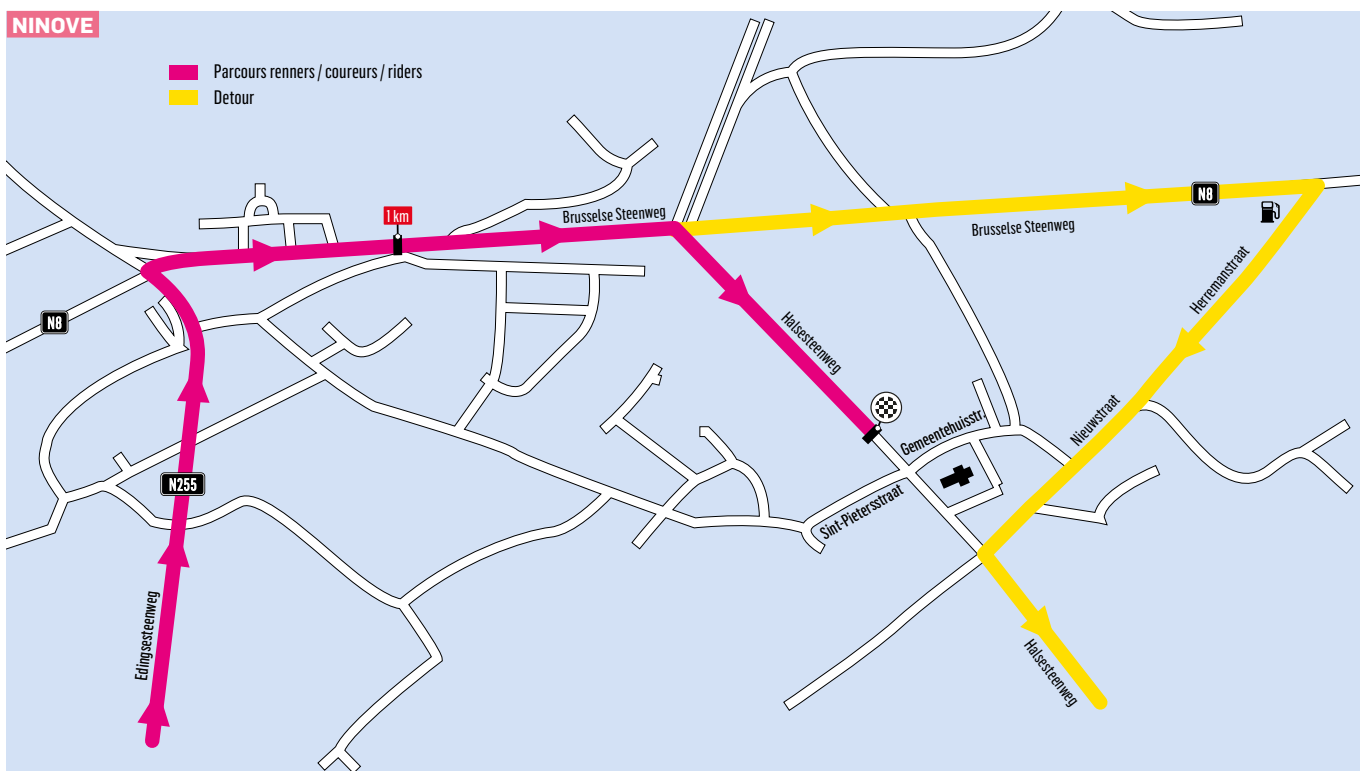 NINOVE
Parcours renners / coureurs / riders
Detour
1 km
Brusselse Steenweg
N8
Brusselse Steenweg
Herremanstraat
N8
Halsesteenweg
Nieuwstraat
Gemeentehuisstr.
N255
Sint-Pietersstraat
Edingsesteenweg
Halsesteenweg